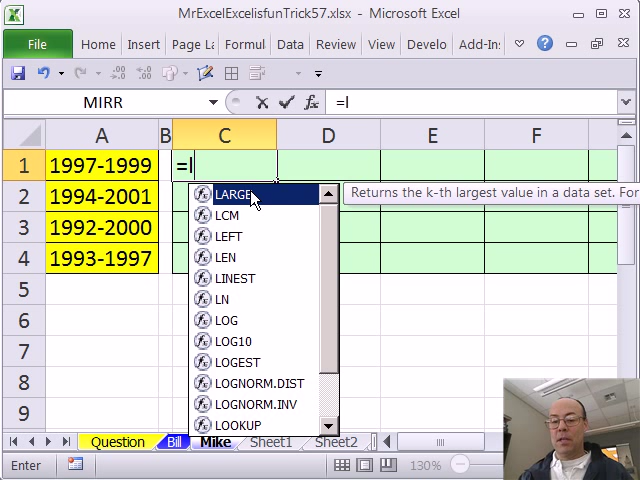 MrExcelExcelisfunTrick57.xlsx - Microsoft Excel
File Home Insert Page La Formul Data Review View Develo Add-Ins
MIRR =l
A B C D E F
1 1997-1999 =l
2 1994-2001
3 1992-2000
4 1993-1997
5
6
7
8
9
LARGE Returns the k-th largest value in a data set. For
LCM
LEFT
LEN
LINEST
LN
LOG
LOG10
LOGEST
LOGNORM.DIST
LOGNORM.INV
LOOKUP
Question Bill Mike Sheet1 Sheet2
Enter 130%